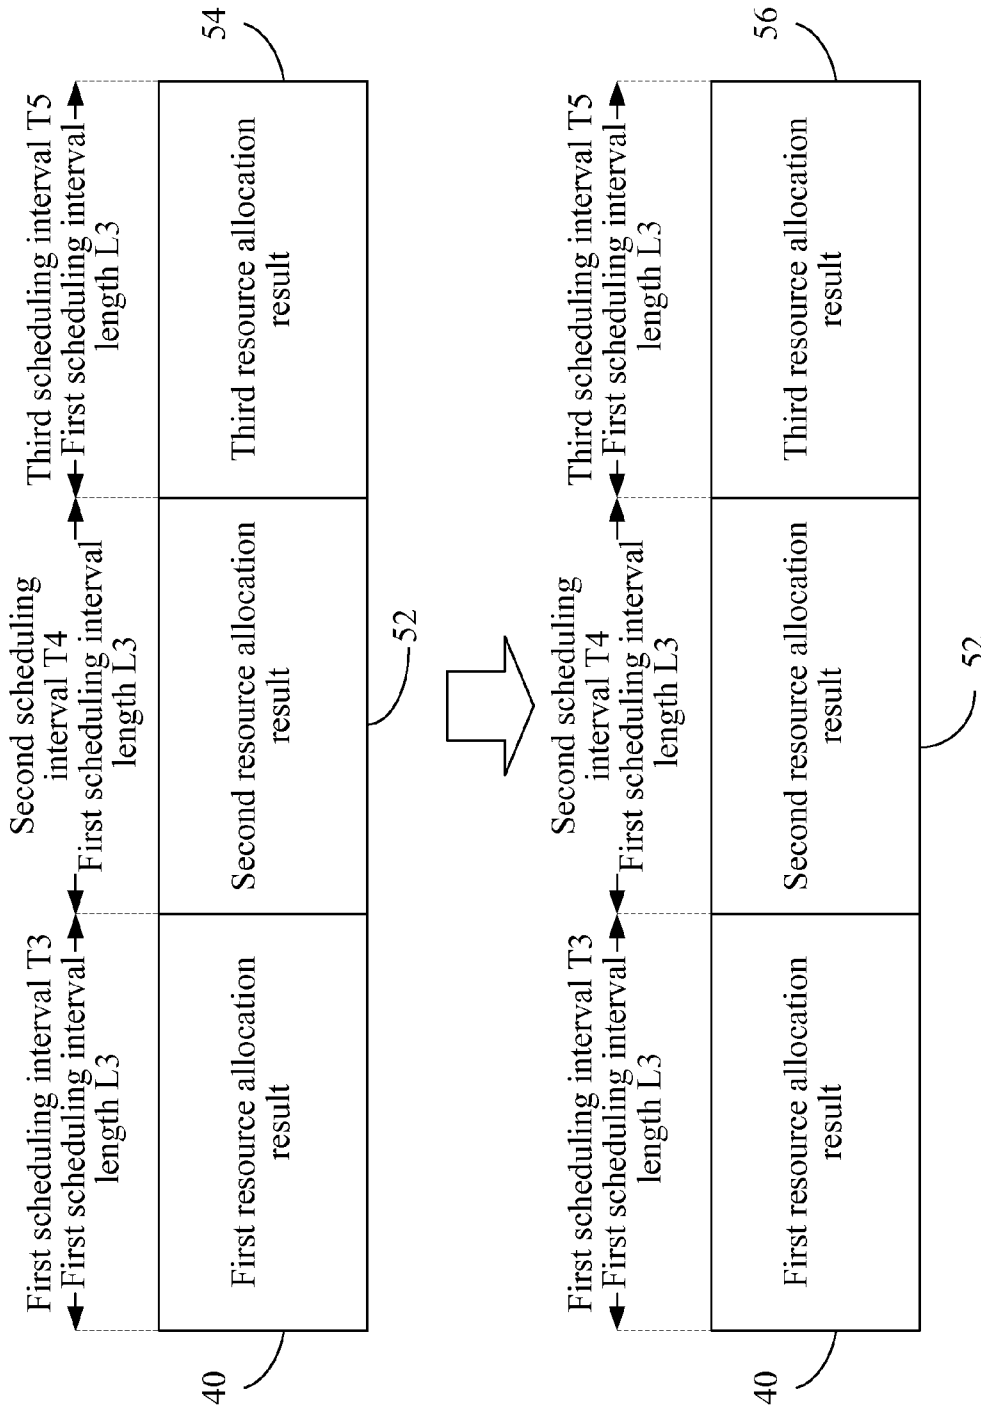 First scheduling interval T3
First scheduling interval
length L3
Second scheduling
interval T4
First scheduling interval
length L3
Third scheduling interval T5
First scheduling interval
length L3
First resource allocation
result
Second resource allocation
result
Third resource allocation
result
40
52
54
First scheduling interval T3
First scheduling interval
length L3
Second scheduling
interval T4
First scheduling interval
length L3
Third scheduling interval T5
First scheduling interval
length L3
First resource allocation
result
Second resource allocation
result
Third resource allocation
result
40
52
56